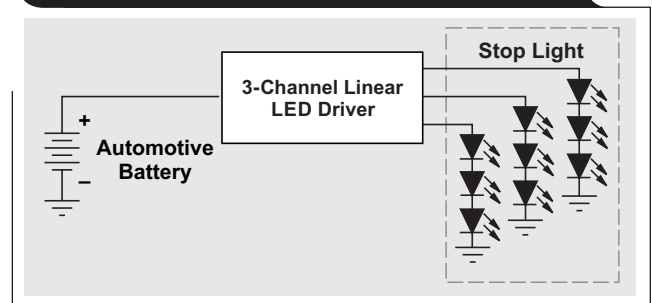 Stop Light
3-Channel Linear
LED Driver
+
Automotive
Battery
–